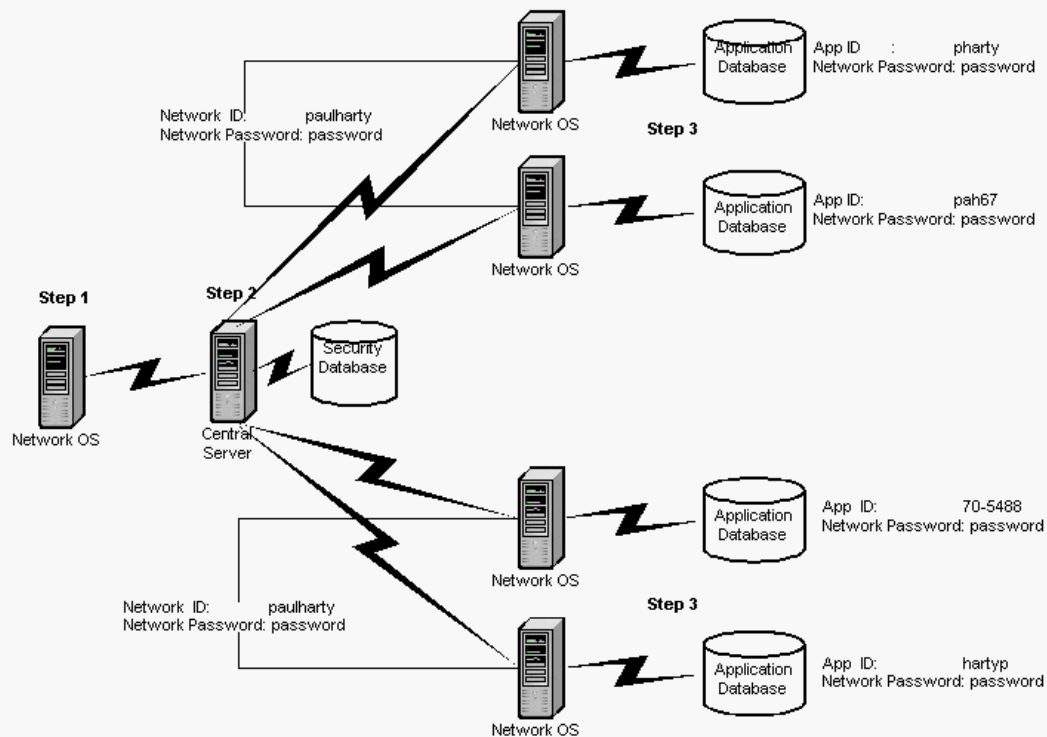 Application
Database
App ID : pharty
Network Password: password
Network ID: paulharty
Network Password: password
Network OS
Step 3
Application
Database
App ID: pah67
Network Password: password
Network OS
Step 1
Step 2
Security
Database
Network OS
Central
Server
Application
Database
App ID: 70-5488
Network Password: password
Network OS
Network ID: paulharty
Network Password: password
Step 3
Application
Database
App ID: hartyp
Network Password: password
Network OS